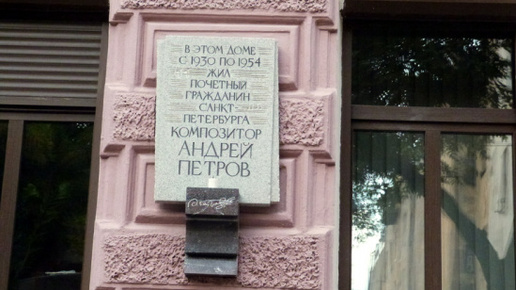 В ЭТОМ ДОМЕ
С 1930 ПО 1954
ЖИЛ
ПОЧЕТНЫЙ
ГРАЖДАНИН
САНКТ-
ПЕТЕРБУРГА
КОМПОЗИТОР
АНДРЕЙ
ПЕТРОВ